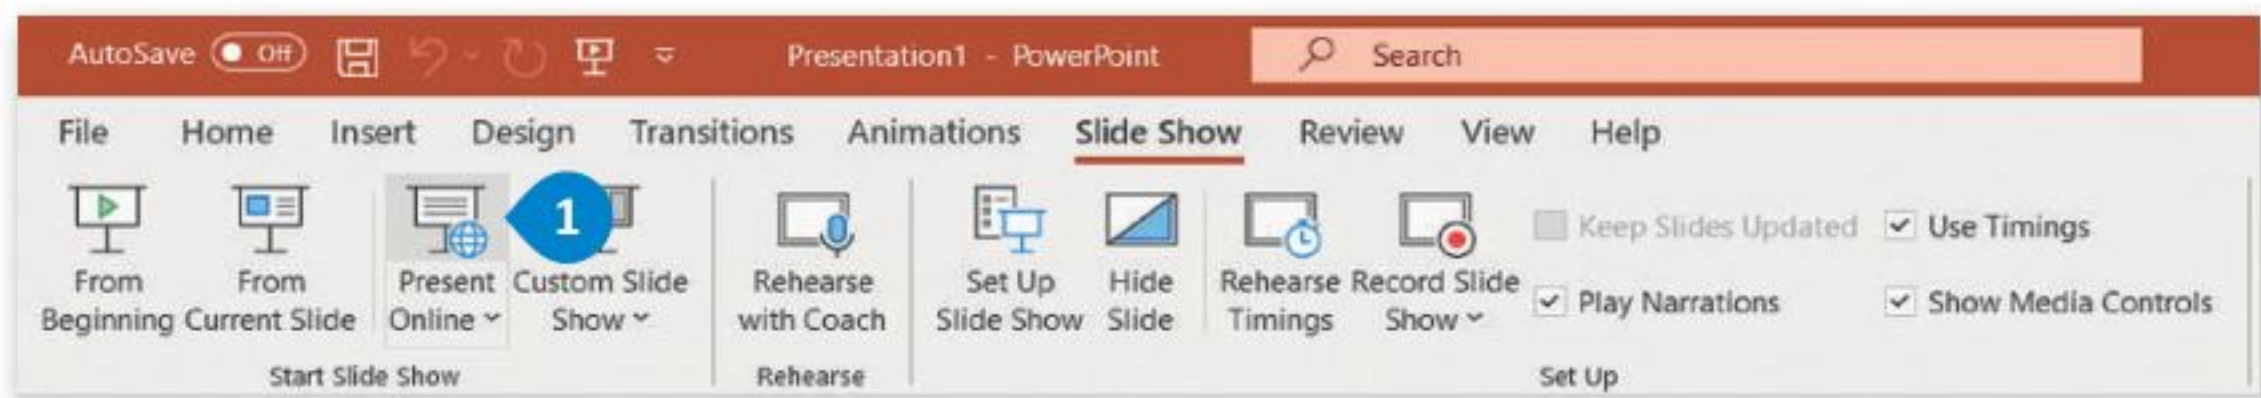 AutoSave Off Presentation1 - PowerPoint Search
File Home Insert Design Transitions Animations Slide Show Review View Help
1
From Beginning
From Current Slide
Present Online
Custom Slide Show
Rehearse with Coach
Set Up Slide Show
Hide Slide
Rehearse Timings
Record Slide Show
Keep Slides Updated
Play Narrations
Use Timings
Show Media Controls
Start Slide Show Rehearse Set Up